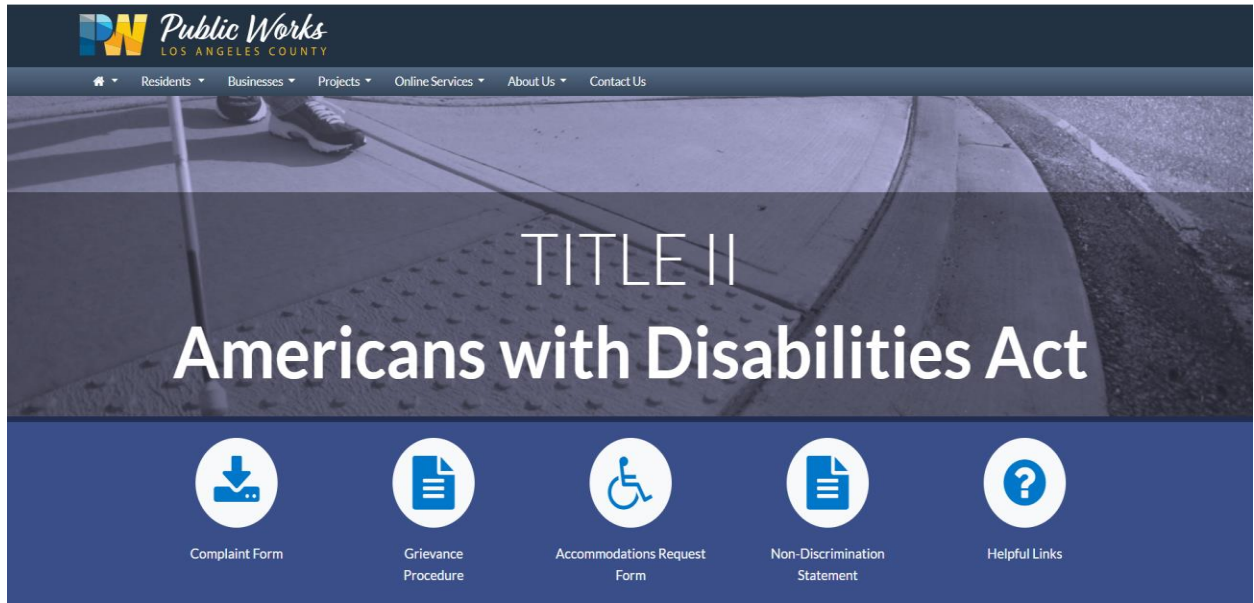 PW Public Works
LOS ANGELES COUNTY
Residents Businesses Projects Online Services About Us Contact Us
TITLE II
Americans with Disabilities Act
Complaint Form
Grievance
Procedure
Accommodations Request
Form
Non-Discrimination
Statement
Helpful Links